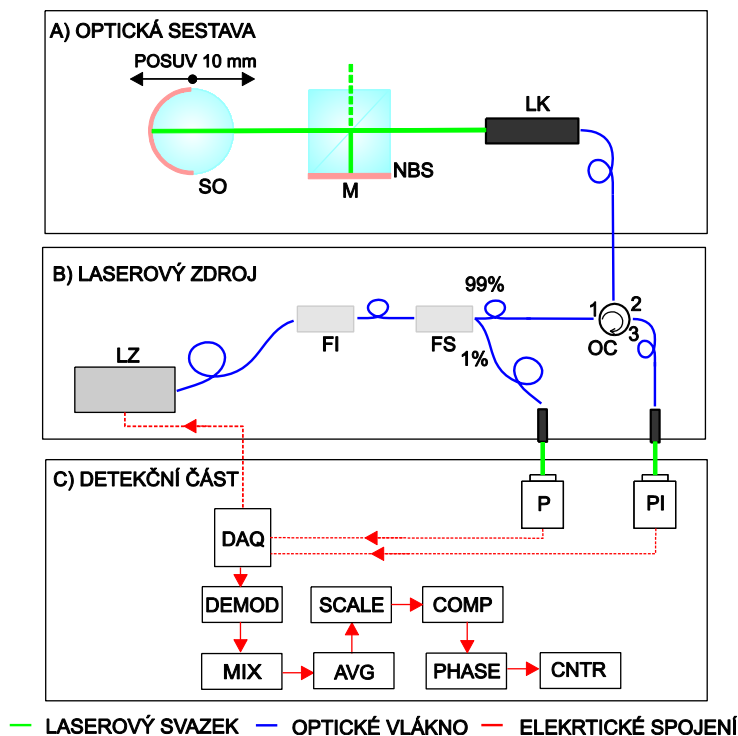 A) OPTICKÁ SESTAVA
POSUV 10 mm
LK
SO
M
NBS
B) LASEROVÝ ZDROJ
99%
1
2
3
LZ
FI
FS
OC
1%
C) DETEKČNÍ ČÁST
P
PI
DAQ
DEMOD
SCALE
COMP
MIX
AVG
PHASE
CNTR
LASEROVÝ SVAZEK
OPTICKÉ VLÁKNO
ELEKRTICKÉ SPOJENÍ